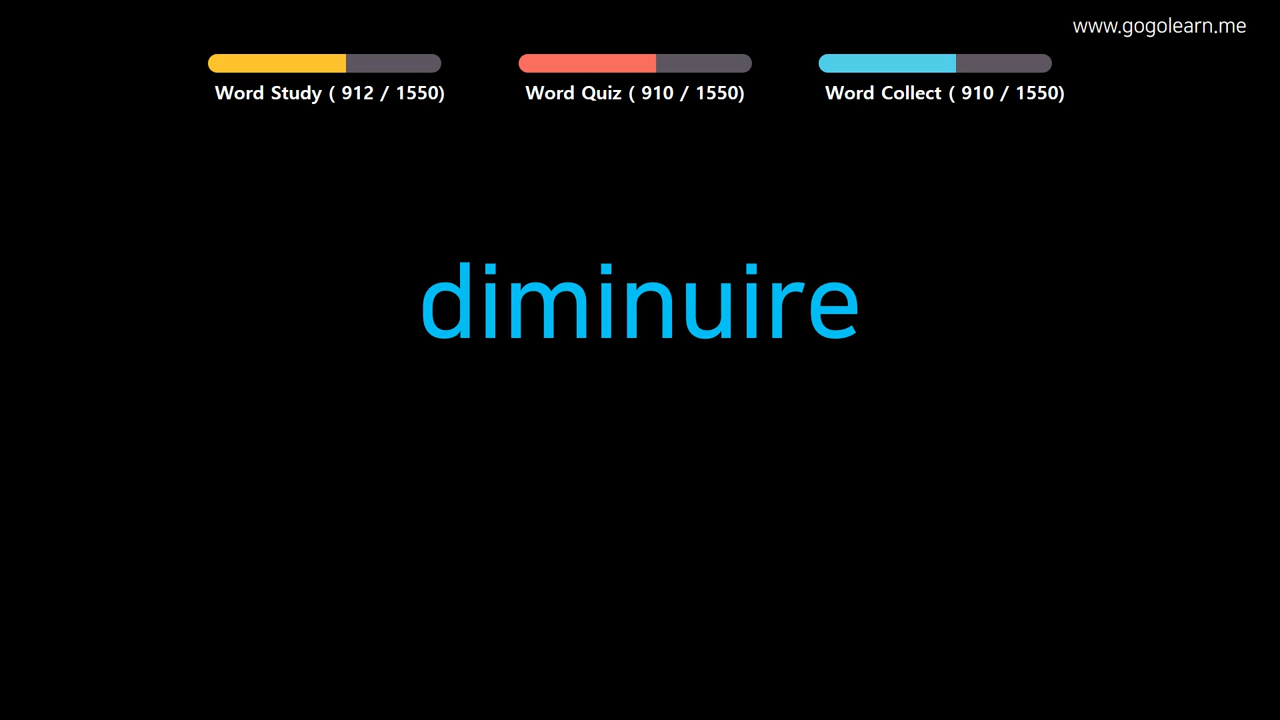 www.gogolearn.me
Word Study ( 912 / 1550)
Word Quiz ( 910 / 1550)
Word Collect ( 910 / 1550)
diminuire